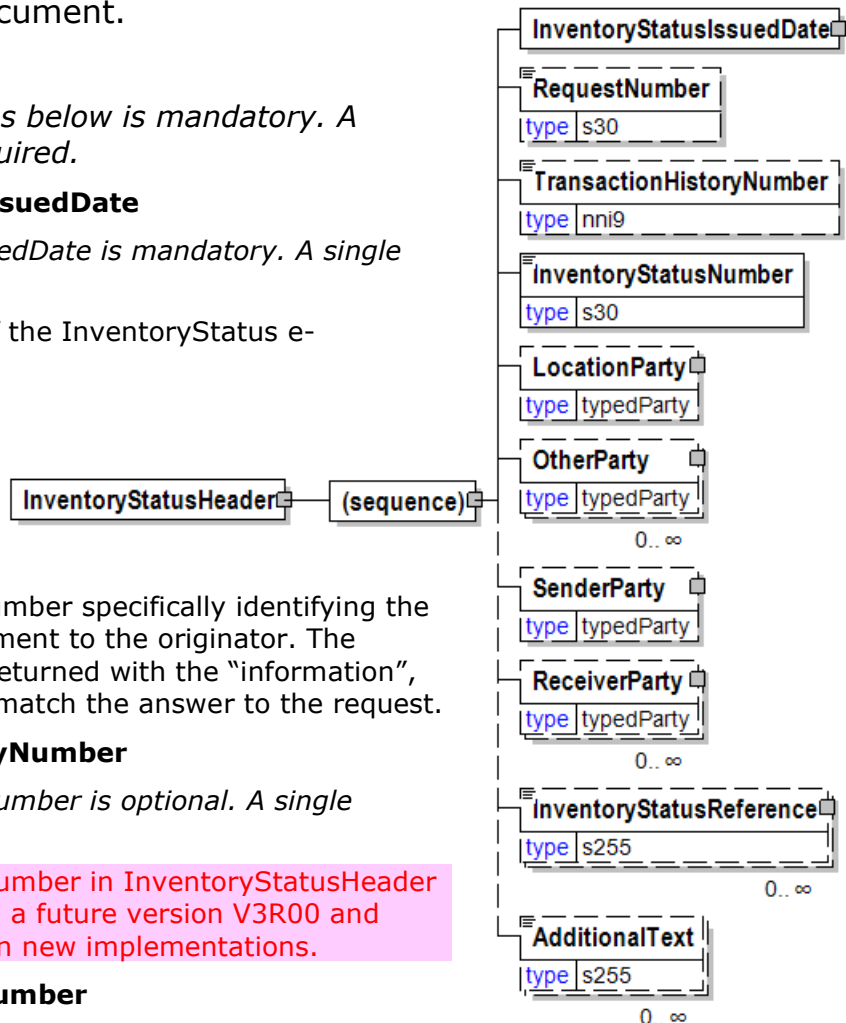 cument.
s below is mandatory. A
uired.
ssuedDate
edDate is mandatory. A single
the InventoryStatus e-
umber specifically identifying the
ment to the originator. The
eturned with the “information”,
match the answer to the request.
yNumber
umber is optional. A single
umber in InventoryStatusHeader
a future version V3R00 and
n new implementations.
umber
InventoryStatusHeader
(sequence)
InventoryStatusIssuedDate
RequestNumber
type s30
TransactionHistoryNumber
type nni9
InventoryStatusNumber
type s30
LocationParty
type typedParty
OtherParty
type typedParty
0.. ∞
SenderParty
type typedParty
ReceiverParty
type typedParty
0.. ∞
InventoryStatusReference
type s255
0.. ∞
AdditionalText
type s255
0.. ∞